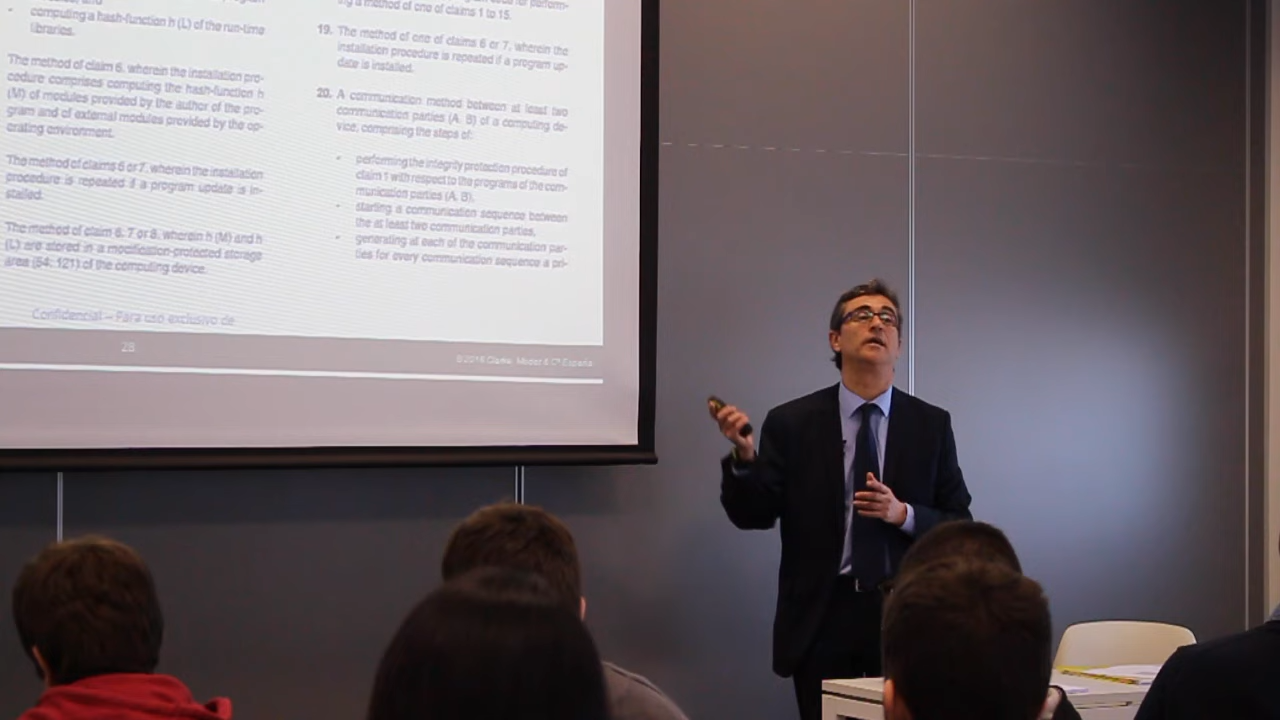 computing a hash-function h (L) of the run-time
libraries.
The method of claim 6, wherein the installation pro-
cedure comprises computing the hash-function h
(M) of modules provided by the author of the pro-
gram and of external modules provided by the op-
erating environment.
The method of claims 6 or 7, wherein the installation
procedure is repeated if a program update is in-
stalled.
The method of claim 6, 7 or 8, wherein h (M) and h
(L) are stored in a modification-protected storage
area (54; 121) of the computing device.
ing a method of one of claims 1 to 15.
19. The method of one of claims 6 or 7, wherein the
installation procedure is repeated if a program up-
date is installed.
20. A communication method between at least two
communication parties (A, B) of a computing de-
vice, comprising the steps of:
- performing the integrity protection procedure of
claim 1 with respect to the programs of the com-
munication parties (A, B),
- starting a communication sequence between
the at least two communication parties,
- generating at each of the communication par-
ties for every communication sequence a pri-
Confidencial – Para uso exclusivo de
28
España